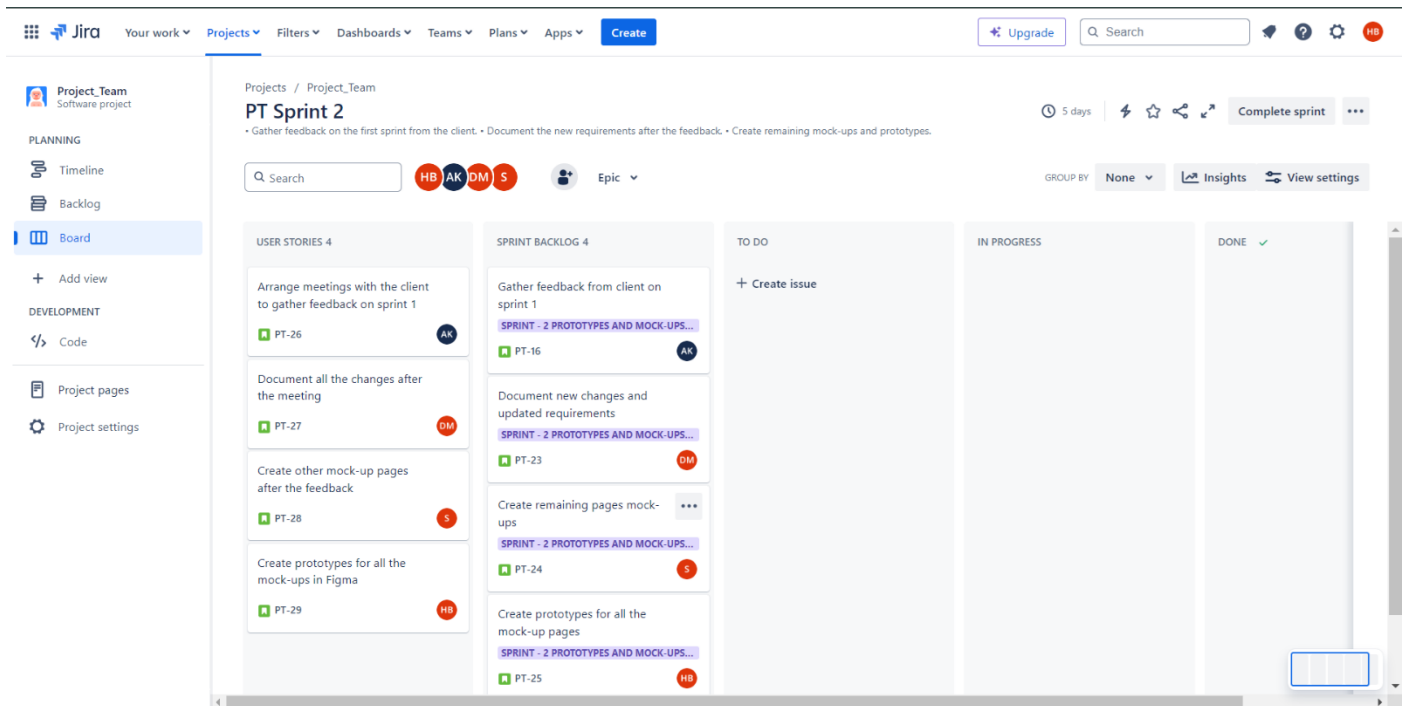 Jira Your work Projects Filters Dashboards Teams Plans Apps Create Upgrade Search HB
Project_Team
Software project
PLANNING
Timeline
Backlog
Board
Add view
DEVELOPMENT
Code
Project pages
Project settings
Projects / Project_Team
PT Sprint 2
• Gather feedback on the first sprint from the client. • Document the new requirements after the feedback. • Create remaining mock-ups and prototypes.
5 days Complete sprint
Search HB AK DM S Epic
GROUP BY None Insights View settings
USER STORIES 4
Arrange meetings with the client
to gather feedback on sprint 1
PT-26 AK
Document all the changes after
the meeting
PT-27 DM
Create other mock-up pages
after the feedback
PT-28 S
Create prototypes for all the
mock-ups in Figma
PT-29 HB
SPRINT BACKLOG 4
Gather feedback from client on
sprint 1
SPRINT - 2 PROTOTYPES AND MOCK-UPS...
PT-16 AK
Document new changes and
updated requirements
SPRINT - 2 PROTOTYPES AND MOCK-UPS...
PT-23 DM
Create remaining pages mock-
ups
SPRINT - 2 PROTOTYPES AND MOCK-UPS...
PT-24 S
Create prototypes for all the
mock-up pages
SPRINT - 2 PROTOTYPES AND MOCK-UPS...
PT-25 HB
TO DO
+ Create issue
IN PROGRESS
DONE